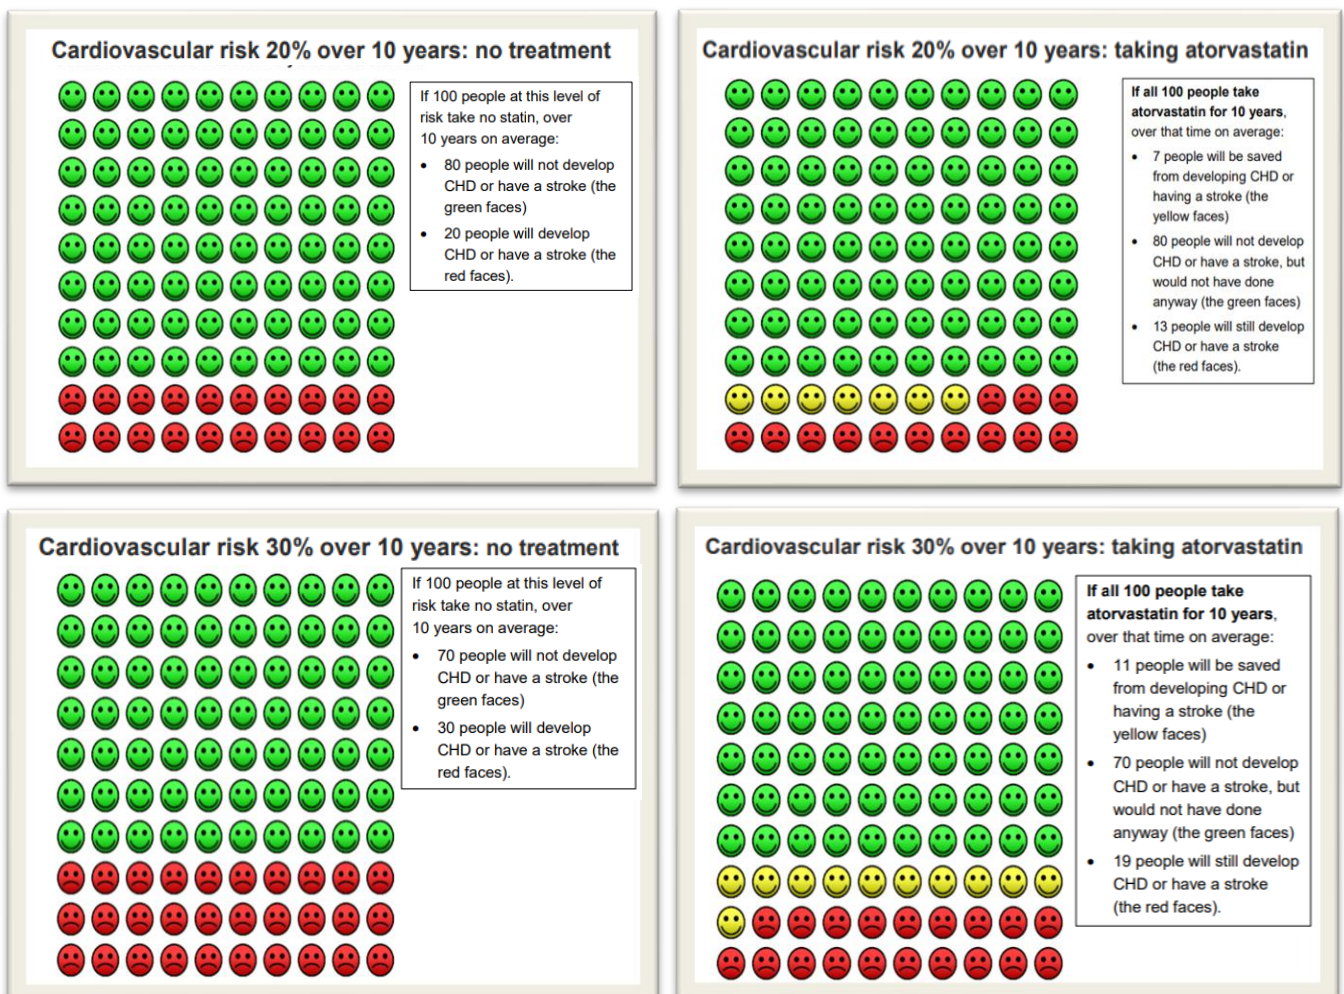 Cardiovascular risk 20% over 10 years: no treatment
If 100 people at this level of
risk take no statin, over
10 years on average:
• 80 people will not develop
CHD or have a stroke (the
green faces)
• 20 people will develop
CHD or have a stroke (the
red faces).
Cardiovascular risk 20% over 10 years: taking atorvastatin
If all 100 people take
atorvastatin for 10 years,
over that time on average:
• 7 people will be saved
from developing CHD or
having a stroke (the
yellow faces)
• 80 people will not develop
CHD or have a stroke, but
would not have done
anyway (the green faces)
• 13 people will still develop
CHD or have a stroke
(the red faces).
Cardiovascular risk 30% over 10 years: no treatment
If 100 people at this level of
risk take no statin, over
10 years on average:
• 70 people will not develop
CHD or have a stroke (the
green faces)
• 30 people will develop
CHD or have a stroke (the
red faces).
Cardiovascular risk 30% over 10 years: taking atorvastatin
If all 100 people take
atorvastatin for 10 years,
over that time on average:
• 11 people will be saved
from developing CHD or
having a stroke (the
yellow faces)
• 70 people will not develop
CHD or have a stroke, but
would not have done
anyway (the green faces)
• 19 people will still develop
CHD or have a stroke
(the red faces).